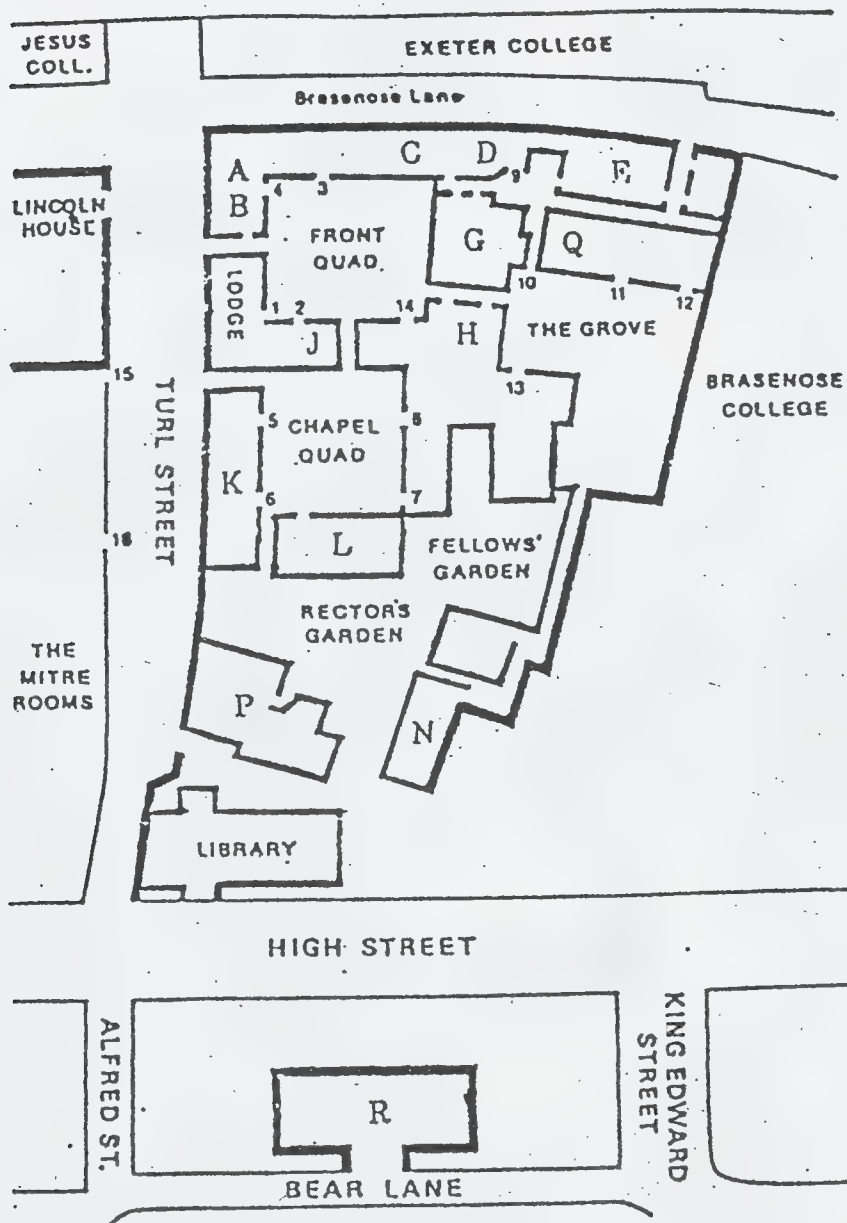 JESUS
COLL.
EXETER COLLEGE
Brasenose Lane
A
B
C
D
E
4
3
9
LINCOLN
HOUSE
FRONT
QUAD
G
Q
10
11
12
LODGE
1
2
14
J
H
THE GROVE
13
15
BRASENOSE
COLLEGE
TURL STREET
5
CHAPEL
QUAD
8
K
6
7
L
FELLOWS'
GARDEN
16
RECTOR'S
GARDEN
THE
MITRE
ROOMS
P
N
LIBRARY
HIGH STREET
ALFRED ST.
KING EDWARD
STREET
R
BEAR LANE